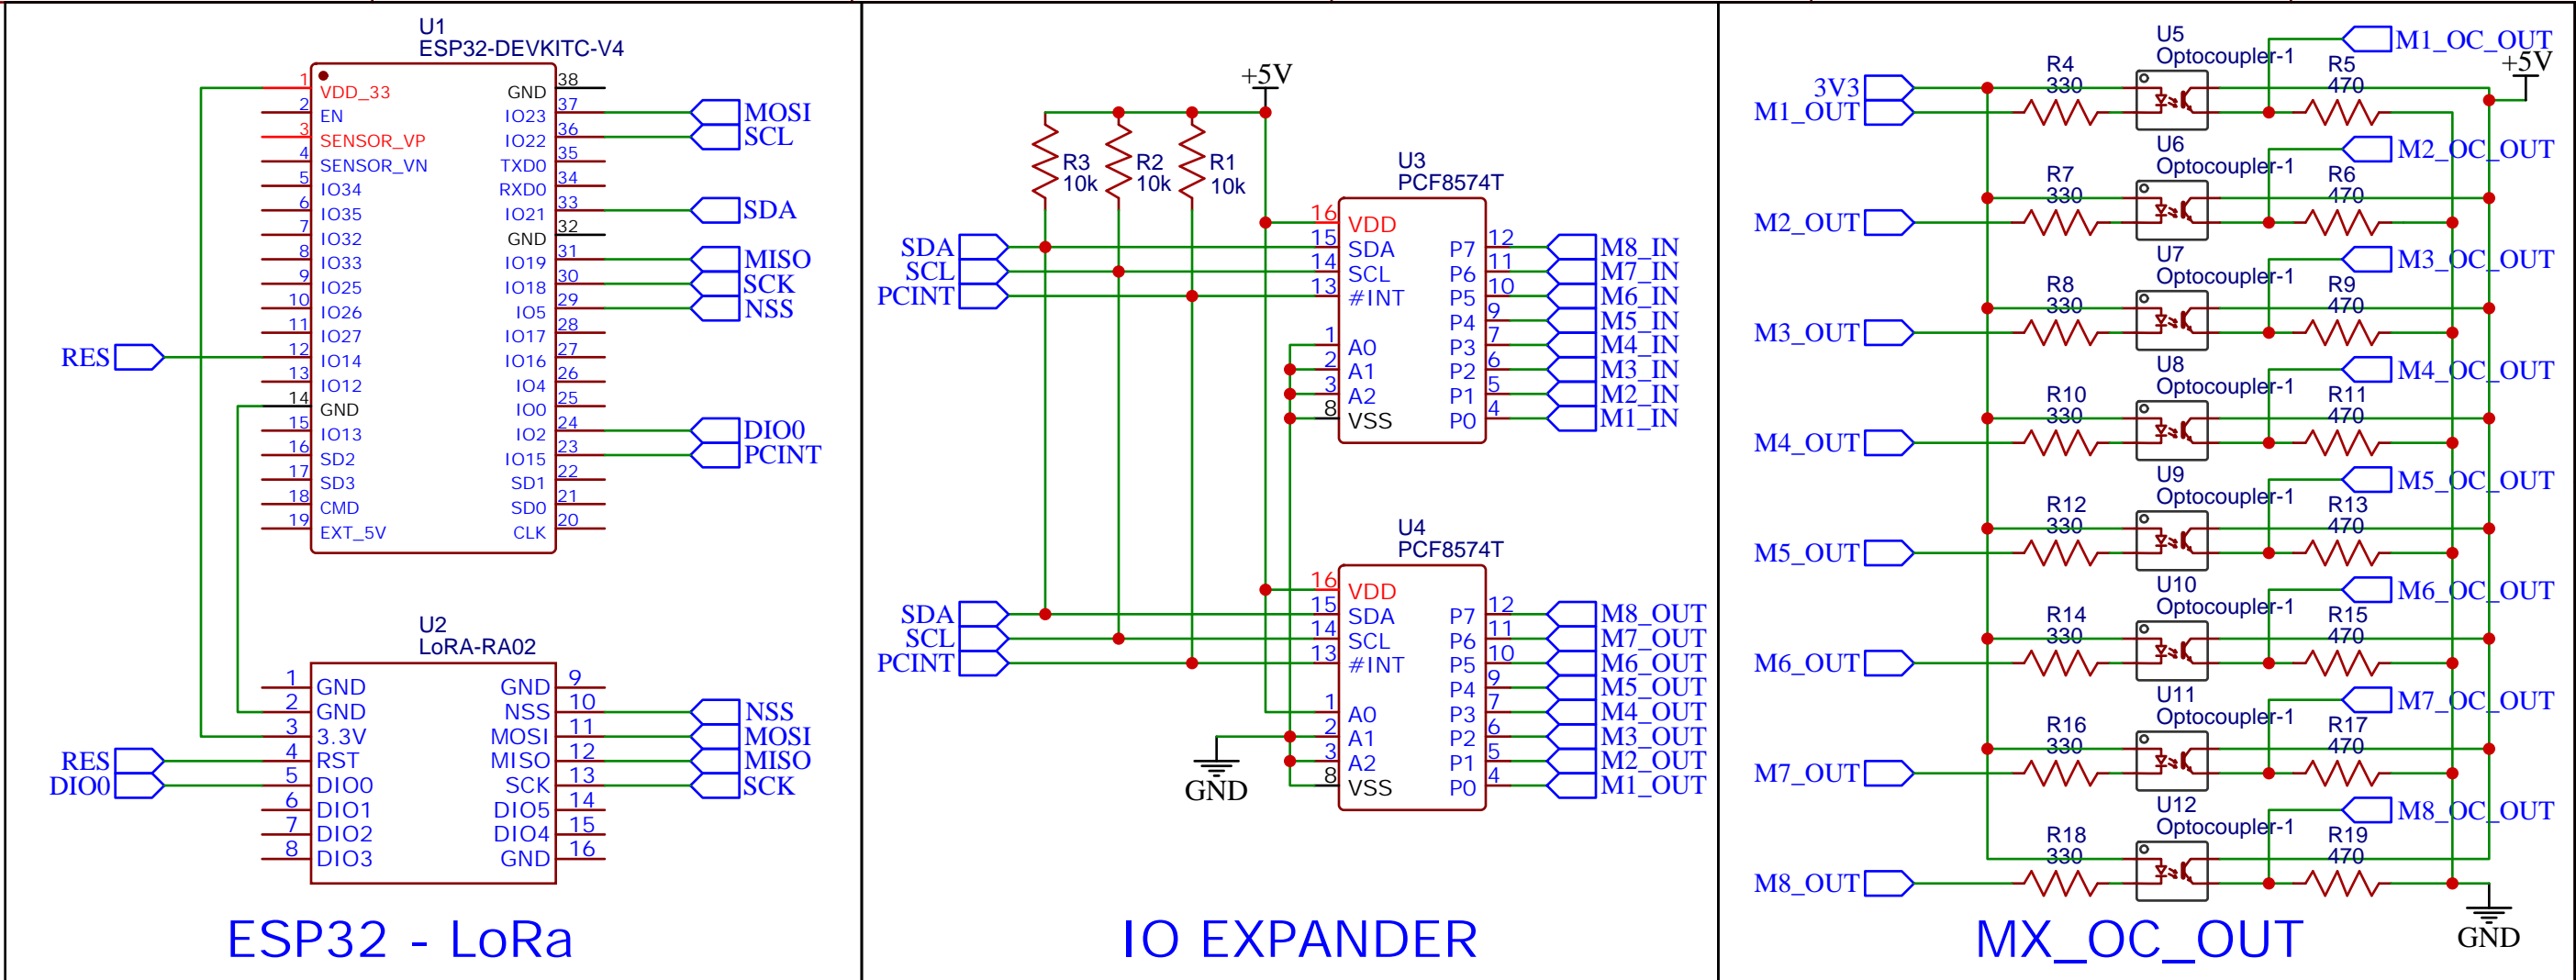 U1
ESP32-DEVKITC-V4
1 VDD_33
2 EN
3 SENSOR_VP
4 SENSOR_VN
5 IO34
6 IO35
7 IO32
8 IO33
9 IO25
10 IO26
11 IO27
RES 12 IO14
13 IO12
14 GND
15 IO13
16 SD2
17 SD3
18 CMD
19 EXT_5V
GND 38
IO23 37 MOSI
IO22 36 SCL
TXD0 35
RXD0 34
IO21 33 SDA
GND 32
IO19 31 MISO
IO18 30 SCK
IO5 29 NSS
IO17 28
IO16 27
IO4 26
IO0 25
IO2 24 DIO0
IO15 23 PCINT
SD1 22
SD0 21
CLK 20
U2
LoRA-RA02
1 GND
2 GND
3 3.3V
RES 4 RST
DIO0 5 DIO0
6 DIO1
7 DIO2
8 DIO3
GND 9
NSS 10 NSS
MOSI 11 MOSI
MISO 12 MISO
SCK 13 SCK
DIO5 14
DIO4 15
GND 16
ESP32 - LoRa
+5V
R3
10k
R2
10k
R1
10k
U3
PCF8574T
16 VDD
SDA 15 SDA
SCL 14 SCL
PCINT 13 #INT
1 A0
2 A1
3 A2
8 VSS
P7 12 M8_IN
P6 11 M7_IN
P5 10 M6_IN
P4 9 M5_IN
P3 7 M4_IN
P2 6 M3_IN
P1 5 M2_IN
P0 4 M1_IN
U4
PCF8574T
16 VDD
SDA 15 SDA
SCL 14 SCL
PCINT 13 #INT
1 A0
2 A1
3 A2
8 VSS
GND
P7 12 M8_OUT
P6 11 M7_OUT
P5 10 M6_OUT
P4 9 M5_OUT
P3 7 M4_OUT
P2 6 M3_OUT
P1 5 M2_OUT
P0 4 M1_OUT
IO EXPANDER
U5
Optocoupler-1
M1_OC_OUT
+5V
3V3
M1_OUT
R4
330
R5
470
U6
Optocoupler-1
M2_OC_OUT
M2_OUT
R7
330
R6
470
U7
Optocoupler-1
M3_OC_OUT
M3_OUT
R8
330
R9
470
U8
Optocoupler-1
M4_OC_OUT
M4_OUT
R10
330
R11
470
U9
Optocoupler-1
M5_OC_OUT
M5_OUT
R12
330
R13
470
U10
Optocoupler-1
M6_OC_OUT
M6_OUT
R14
330
R15
470
U11
Optocoupler-1
M7_OC_OUT
M7_OUT
R16
330
R17
470
U12
Optocoupler-1
M8_OC_OUT
M8_OUT
R18
330
R19
470
GND
MX_OC_OUT